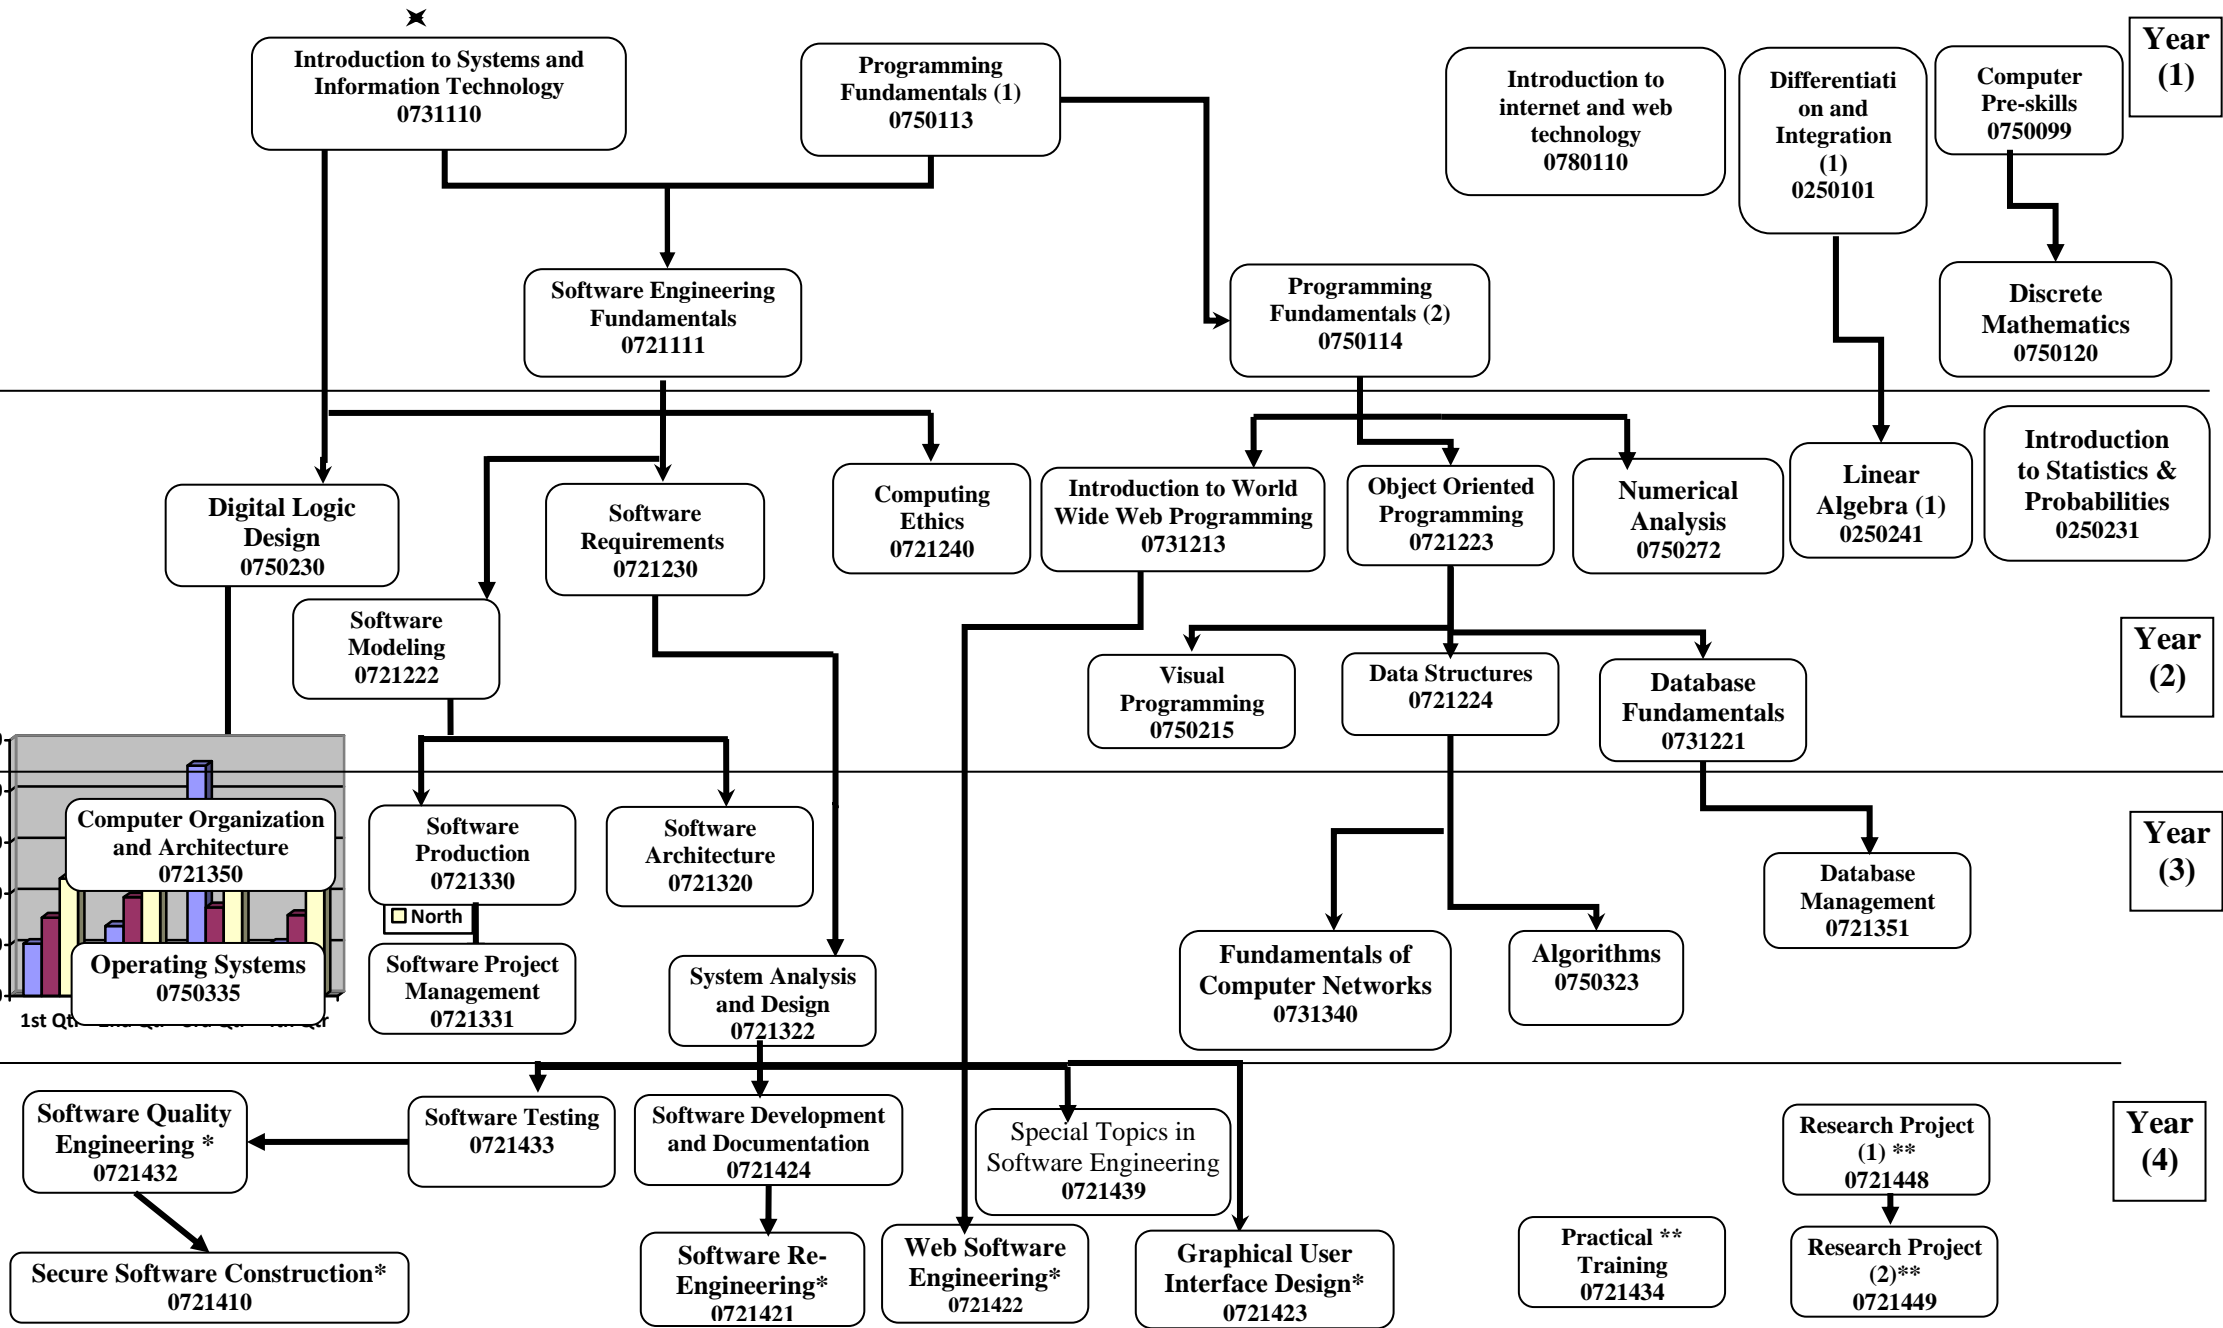 Introduction to Systems and
Information Technology
0731110
Programming
Fundamentals (1)
0750113
Introduction to
internet and web
technology
0780110
Differentiati
on and
Integration
(1)
0250101
Computer
Pre-skills
0750099
Year
(1)
Software Engineering
Fundamentals
0721111
Programming
Fundamentals (2)
0750114
Discrete
Mathematics
0750120
Digital Logic
Design
0750230
Software
Requirements
0721230
Computing
Ethics
0721240
Introduction to World
Wide Web Programming
0731213
Object Oriented
Programming
0721223
Numerical
Analysis
0750272
Linear
Algebra (1)
0250241
Introduction
to Statistics &
Probabilities
0250231
Software
Modeling
0721222
Visual
Programming
0750215
Data Structures
0721224
Database
Fundamentals
0731221
Year
(2)
Computer Organization
and Architecture
0721350
Software
Production
0721330
Software
Architecture
0721320
Database
Management
0721351
Year
(3)
North
Operating Systems
0750335
1st Qtr
Software Project
Management
0721331
System Analysis
and Design
0721322
Fundamentals of
Computer Networks
0731340
Algorithms
0750323
Software Quality
Engineering *
0721432
Software Testing
0721433
Software Development
and Documentation
0721424
Special Topics in
Software Engineering
0721439
Research Project
(1) **
0721448
Year
(4)
Secure Software Construction*
0721410
Software Re-
Engineering*
0721421
Web Software
Engineering*
0721422
Graphical User
Interface Design*
0721423
Practical **
Training
0721434
Research Project
(2)**
0721449